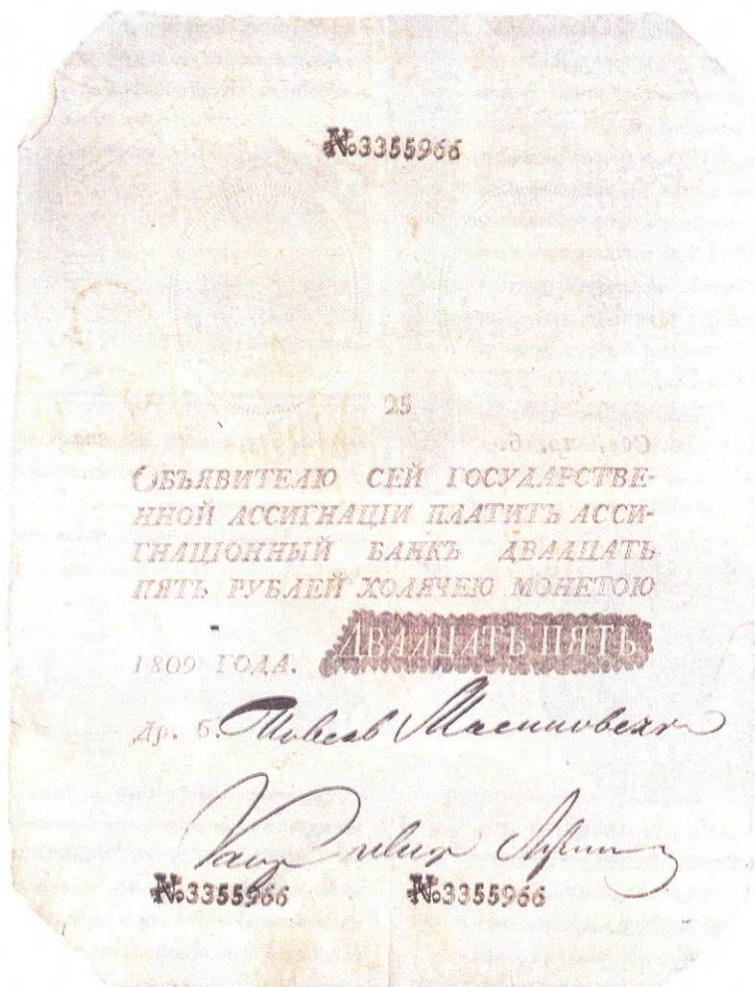 №3355966
25
ОБЪЯВИТЕЛЮ СЕЙ ГОСУДАРСТВЕ-
ННОЙ АССИГНАЦІИ ПЛАТИТЪ АССИ-
ГНАЦІОННЫЙ БАНКЪ ДВАДЦАТЬ
ПЯТЬ РУБЛЕЙ ХОДЯЧЕЮ МОНЕТОЮ
1809 ГОДА. ДВАДЦАТЬ ПЯТЬ
Др. б.
№3355966 №3355966